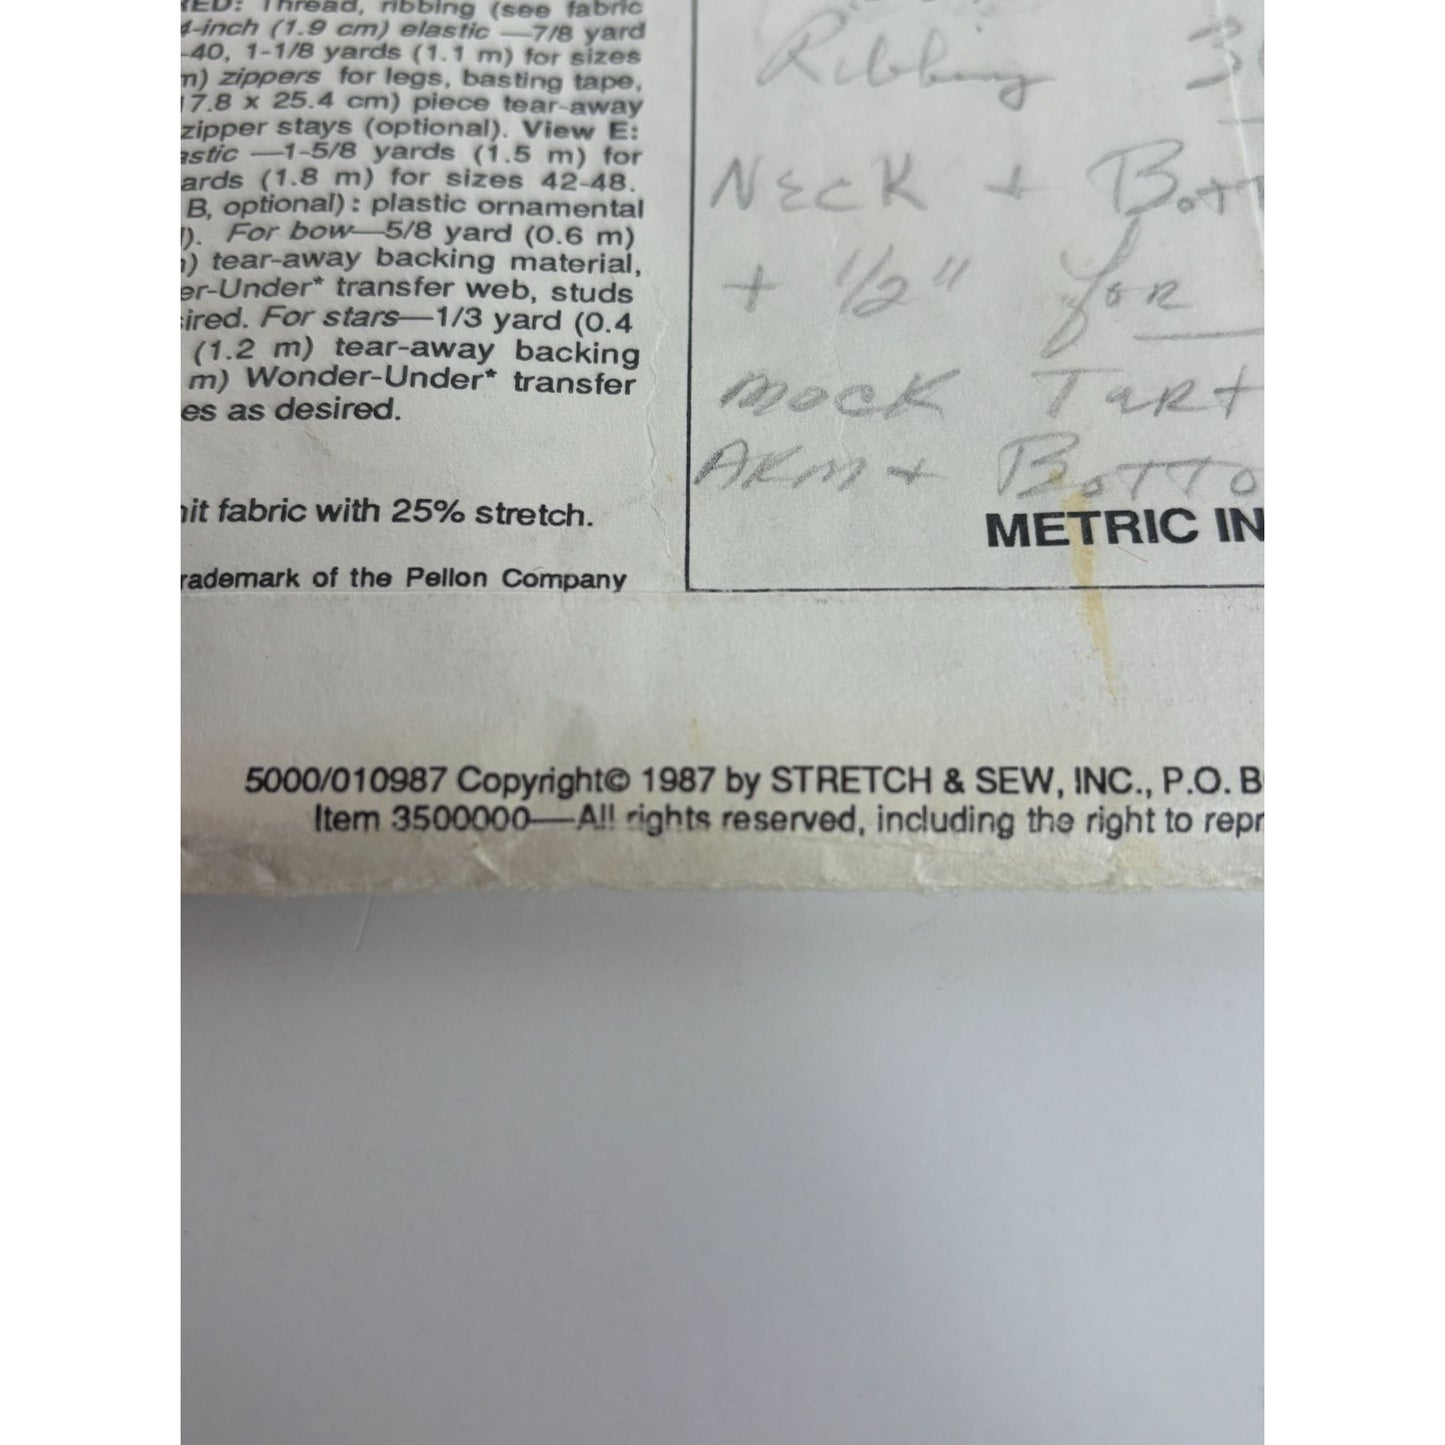 RED: Thread, ribbing (see fabric
4-inch (1.9 cm) elastic —7/8 yard
-40, 1-1/8 yards (1.1 m) for sizes
m) zippers for legs, basting tape,
17.8 x 25.4 cm) piece tear-away
zipper stays (optional). View E:
astic —1-5/8 yards (1.5 m) for
ards (1.8 m) for sizes 42-48.
B, optional): plastic ornamental
). For bow—5/8 yard (0.6 m)
) tear-away backing material,
er-Under* transfer web, studs
ired. For stars—1/3 yard (0.4
(1.2 m) tear-away backing
m) Wonder-Under* transfer
es as desired.
nit fabric with 25% stretch.
rademark of the Pellon Company
Ribbing 3
NECK + Bott
+ 1/2" for
MOCK TURT
ARM + BOTTO
METRIC IN
5000/010987 Copyright© 1987 by STRETCH & SEW, INC., P.O. B
Item 3500000—All rights reserved, including the right to repr